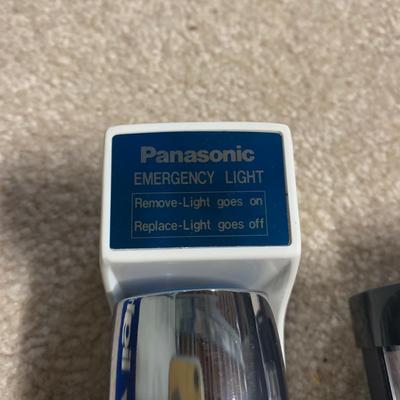 Panasonic
EMERGENCY LIGHT
Remove-Light goes on
Replace-Light goes off